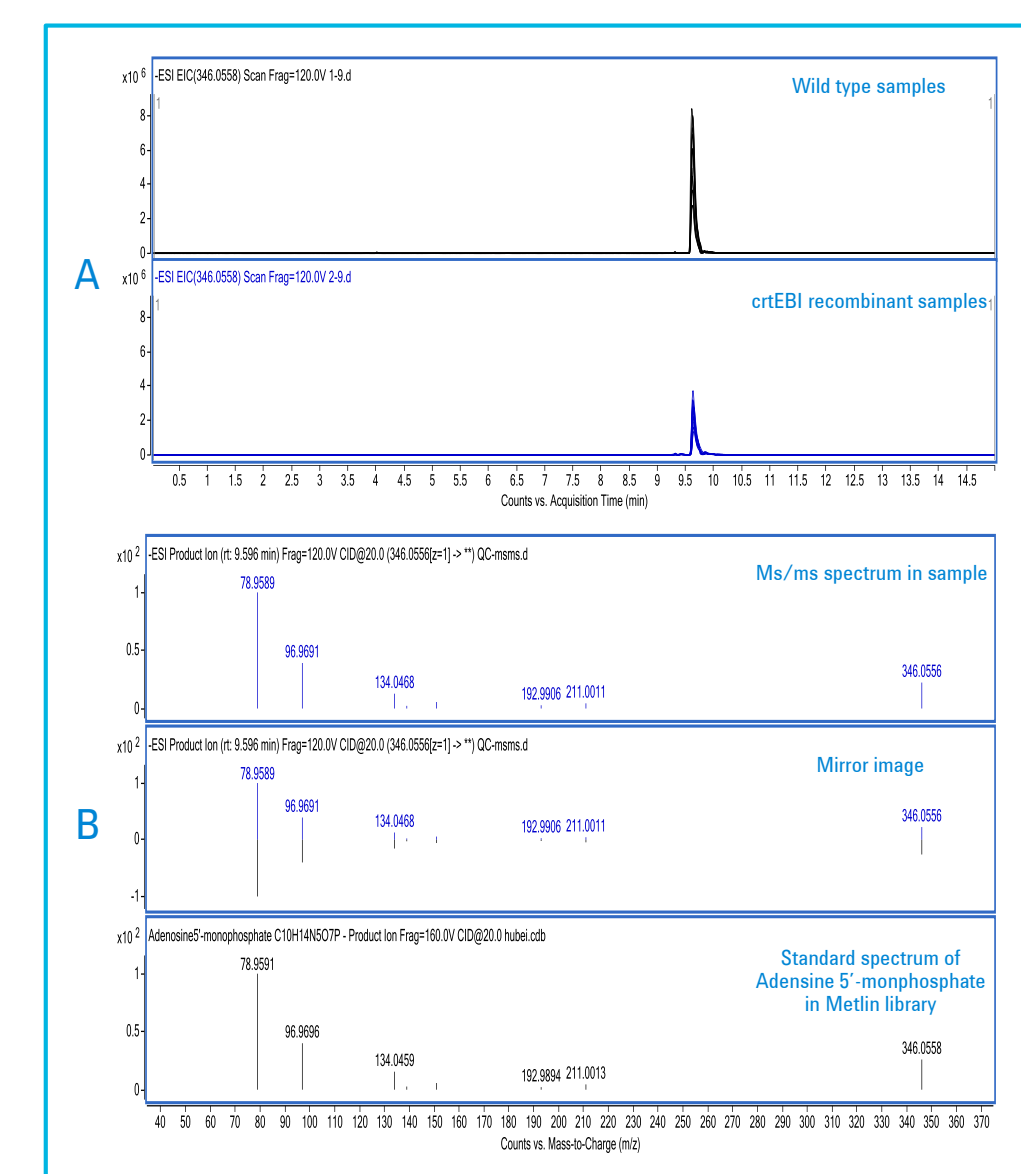 A
x10 6
-ESI EIC(346.0558) Scan Frag=120.0V 1-9.d
Wild type samples
1
1
8
6
4
2
0
x10 6
-ESI EIC(346.0558) Scan Frag=120.0V 2-9.d
crtEBI recombinant samples
1
1
8
6
4
2
0
0.5 1 1.5 2 2.5 3 3.5 4 4.5 5 5.5 6 6.5 7 7.5 8 8.5 9 9.5 10 10.5 11 11.5 12 12.5 13 13.5 14 14.5
Counts vs. Acquisition Time (min)
B
x10 2
-ESI Product Ion (rt: 9.596 min) Frag=120.0V CID@20.0 (346.0556[z=1] -> **) QC-msms.d
Ms/ms spectrum in sample
1
0.5
0
78.9589
96.9691
134.0468
192.9906 211.0011
346.0556
x10 2
-ESI Product Ion (rt: 9.596 min) Frag=120.0V CID@20.0 (346.0556[z=1] -> **) QC-msms.d
Mirror image
1
0
-1
78.9589
96.9691
134.0468
192.9906 211.0011
346.0556
x10 2
Adenosine5'-monophosphate C10H14N5O7P - Product Ion Frag=160.0V CID@20.0 hubei.cdb
Standard spectrum of
Adensine 5′-monphosphate
in Metlin library
1
0.5
0
78.9591
96.9696
134.0459
192.9894 211.0013
346.0558
40 50 60 70 80 90 100 110 120 130 140 150 160 170 180 190 200 210 220 230 240 250 260 270 280 290 300 310 320 330 340 350 360 370
Counts vs. Mass-to-Charge (m/z)